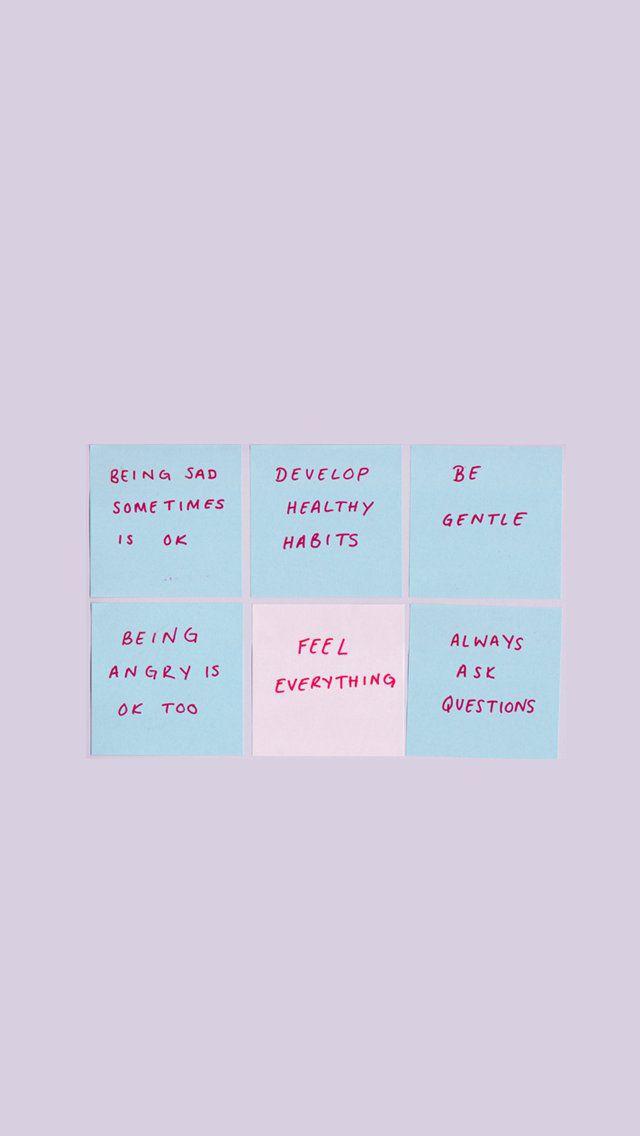 BEING SAD
SOMETIMES
IS OK
DEVELOP
HEALTHY
HABITS
BE
GENTLE
BEING
ANGRY IS
OK TOO
FEEL
EVERYTHING
ALWAYS
ASK
QUESTIONS